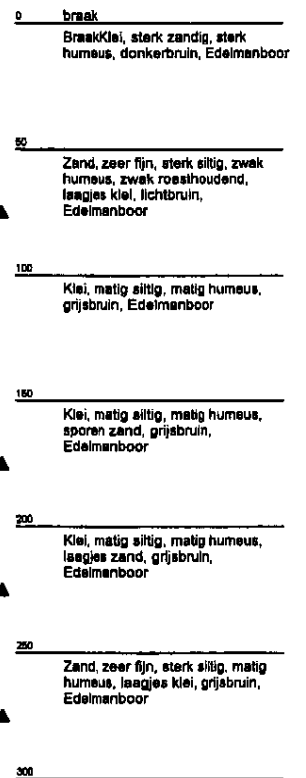 0 braak
BraakKlei, sterk zandig, sterk
humeus, donkerbruin, Edelmanboor
50
Zand, zeer fijn, sterk siltig, zwak
humeus, zwak roesthoudend,
laagjes klei, lichtbruin,
Edelmanboor
100
Klei, matig siltig, matig humeus,
grijsbruin, Edelmanboor
150
Klei, matig siltig, matig humeus,
sporen zand, grijsbruin,
Edelmanboor
200
Klei, matig siltig, matig humeus,
laagjes zand, grijsbruin,
Edelmanboor
250
Zand, zeer fijn, sterk siltig, matig
humeus, laagjes klei, grijsbruin,
Edelmanboor
300